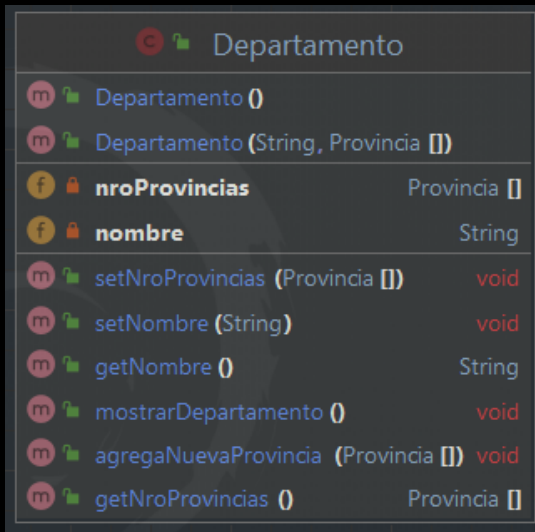 C Departamento
m Departamento ()
m Departamento (String, Provincia [])
f nroProvincias Provincia []
f nombre String
m setNroProvincias (Provincia []) void
m setNombre (String) void
m getNombre () String
m mostrarDepartamento () void
m agregaNuevaProvincia (Provincia []) void
m getNroProvincias () Provincia []